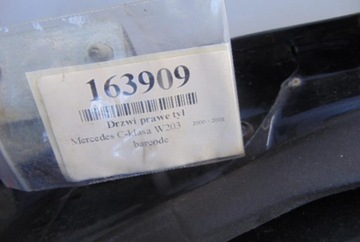 163909
Drzwi prawe tył
Mercedes C-klasa W203 2000 - 2008
barcode